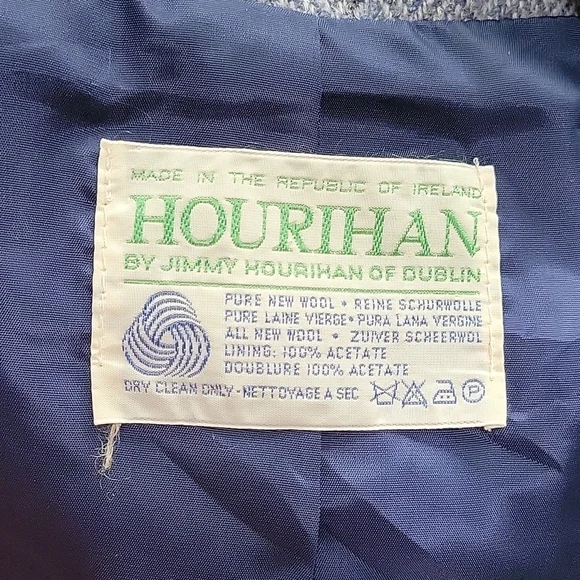 MADE IN THE REPUBLIC OF IRELAND
HOURIHAN
BY JIMMY HOURIHAN OF DUBLIN
PURE NEW WOOL • REINE SCHURWOLLE
PURE LAINE VIERGE • PURA LANA VERGINE
ALL NEW WOOL • ZUIVER SCHEERWOL
LINING: 100% ACETATE
DOUBLURE 100% ACETATE
DRY CLEAN ONLY - NETTOYAGE A SEC P